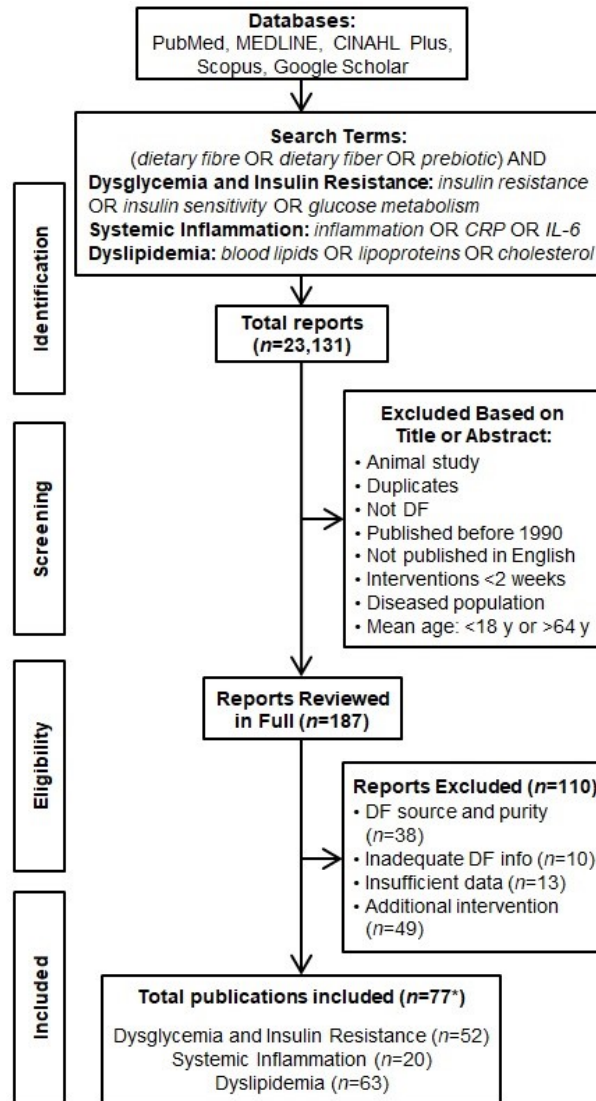 Databases:
PubMed, MEDLINE, CINAHL Plus,
Scopus, Google Scholar
Search Terms:
(dietary fibre OR dietary fiber OR prebiotic) AND
Dysglycemia and Insulin Resistance: insulin resistance
OR insulin sensitivity OR glucose metabolism
Systemic Inflammation: inflammation OR CRP OR IL-6
Dyslipidemia: blood lipids OR lipoproteins OR cholesterol
Identification
Total reports
(n=23,131)
Excluded Based on
Title or Abstract:
• Animal study
• Duplicates
• Not DF
• Published before 1990
• Not published in English
• Interventions <2 weeks
• Diseased population
• Mean age: <18 y or >64 y
Screening
Reports Reviewed
in Full (n=187)
Eligibility
Reports Excluded (n=110)
• DF source and purity
(n=38)
• Inadequate DF info (n=10)
• Insufficient data (n=13)
• Additional intervention
(n=49)
Included
Total publications included (n=77*)
Dysglycemia and Insulin Resistance (n=52)
Systemic Inflammation (n=20)
Dyslipidemia (n=63)